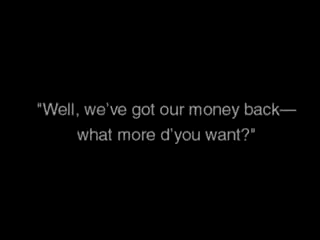 "Well, we've got our money back—
what more d'you want?"